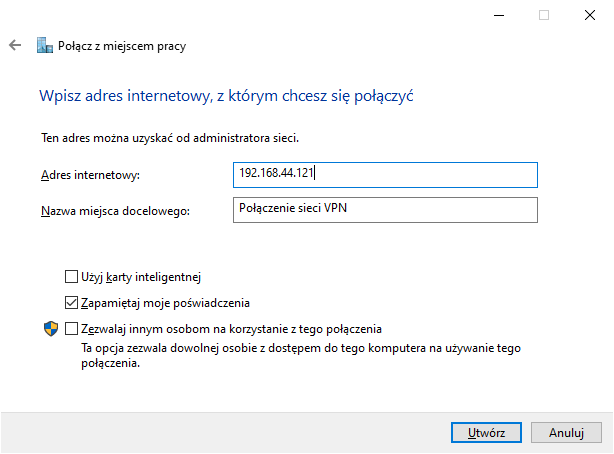 Połącz z miejscem pracy
Wpisz adres internetowy, z którym chcesz się połączyć
Ten adres można uzyskać od administratora sieci.
Adres internetowy: 192.168.44.121
Nazwa miejsca docelowego: Połączenie sieci VPN
Użyj karty inteligentnej
Zapamiętaj moje poświadczenia
Zezwalaj innym osobom na korzystanie z tego połączenia
Ta opcja zezwala dowolnej osobie z dostępem do tego komputera na używanie tego
połączenia.
Utwórz Anuluj